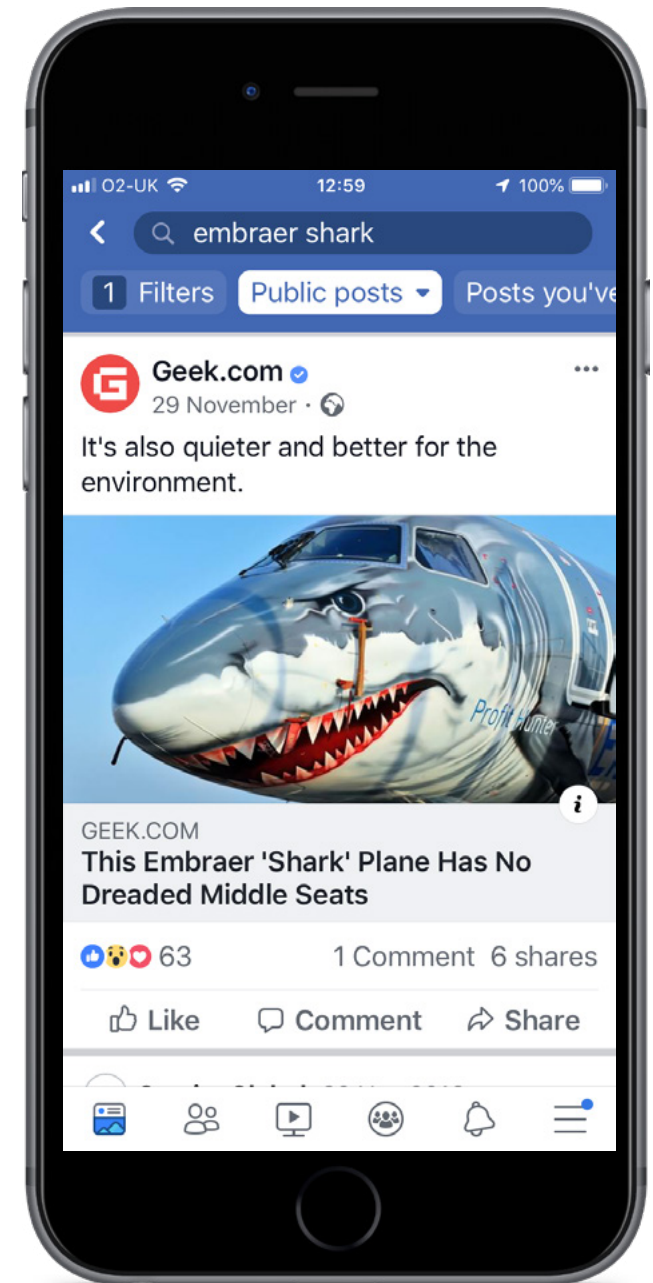 O2-UK 12:59 100%
embraer shark
1 Filters Public posts Posts you've
G Geek.com
29 November ·
It's also quieter and better for the
environment.
Profit Hunter
i
GEEK.COM
This Embraer 'Shark' Plane Has No
Dreaded Middle Seats
63 1 Comment 6 shares
Like Comment Share